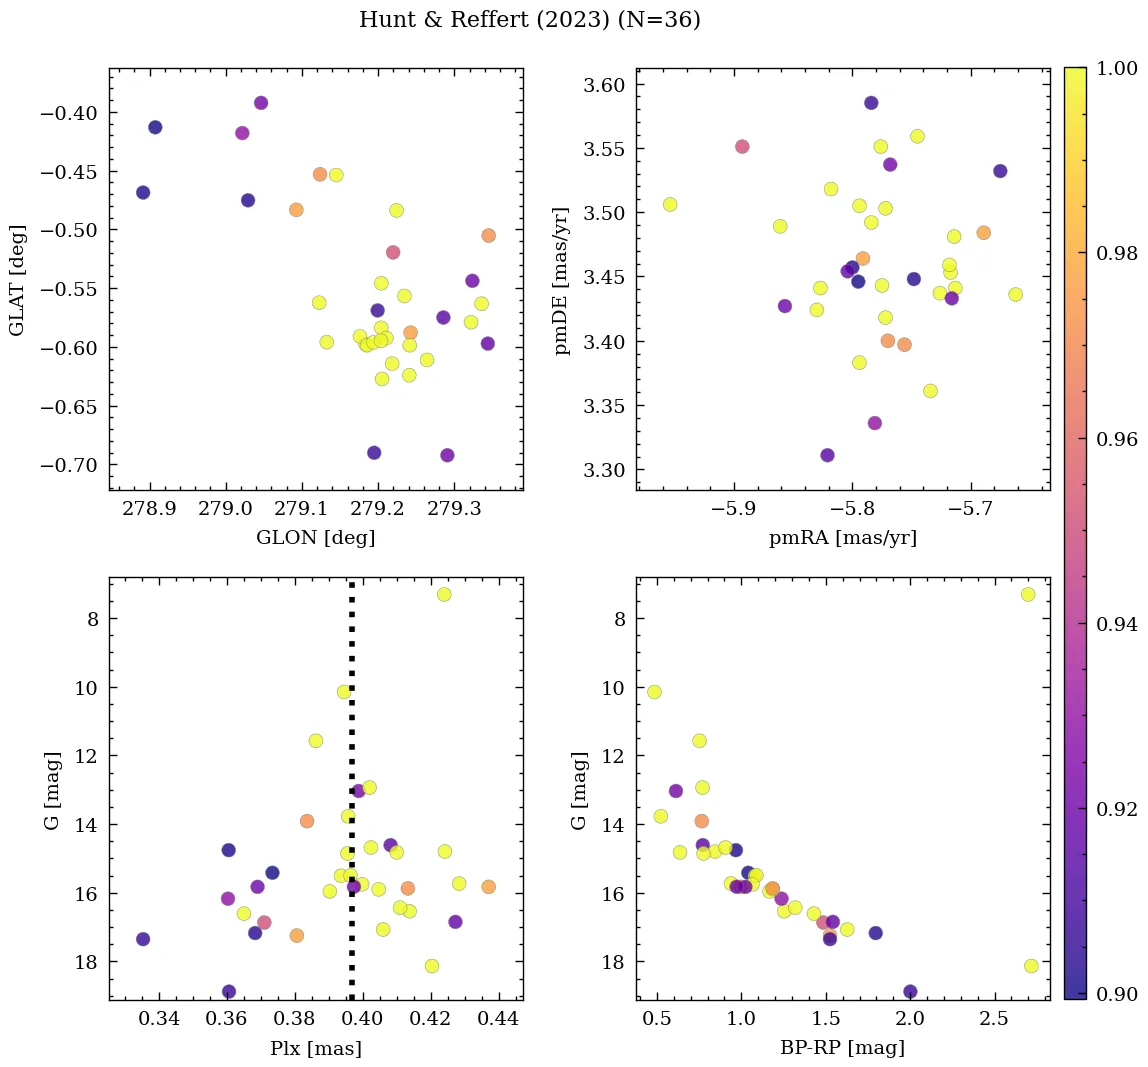 Hunt & Reffert (2023) (N=36)
−0.40
−0.45
−0.50
−0.55
−0.60
−0.65
−0.70
GLAT [deg]
278.9 279.0 279.1 279.2 279.3
GLON [deg]
3.60
3.55
3.50
3.45
3.40
3.35
3.30
pmDE [mas/yr]
−5.9 −5.8 −5.7
pmRA [mas/yr]
8
10
12
14
16
18
G [mag]
0.34 0.36 0.38 0.40 0.42 0.44
Plx [mas]
8
10
12
14
16
18
G [mag]
0.5 1.0 1.5 2.0 2.5
BP-RP [mag]
1.00
0.98
0.96
0.94
0.92
0.90